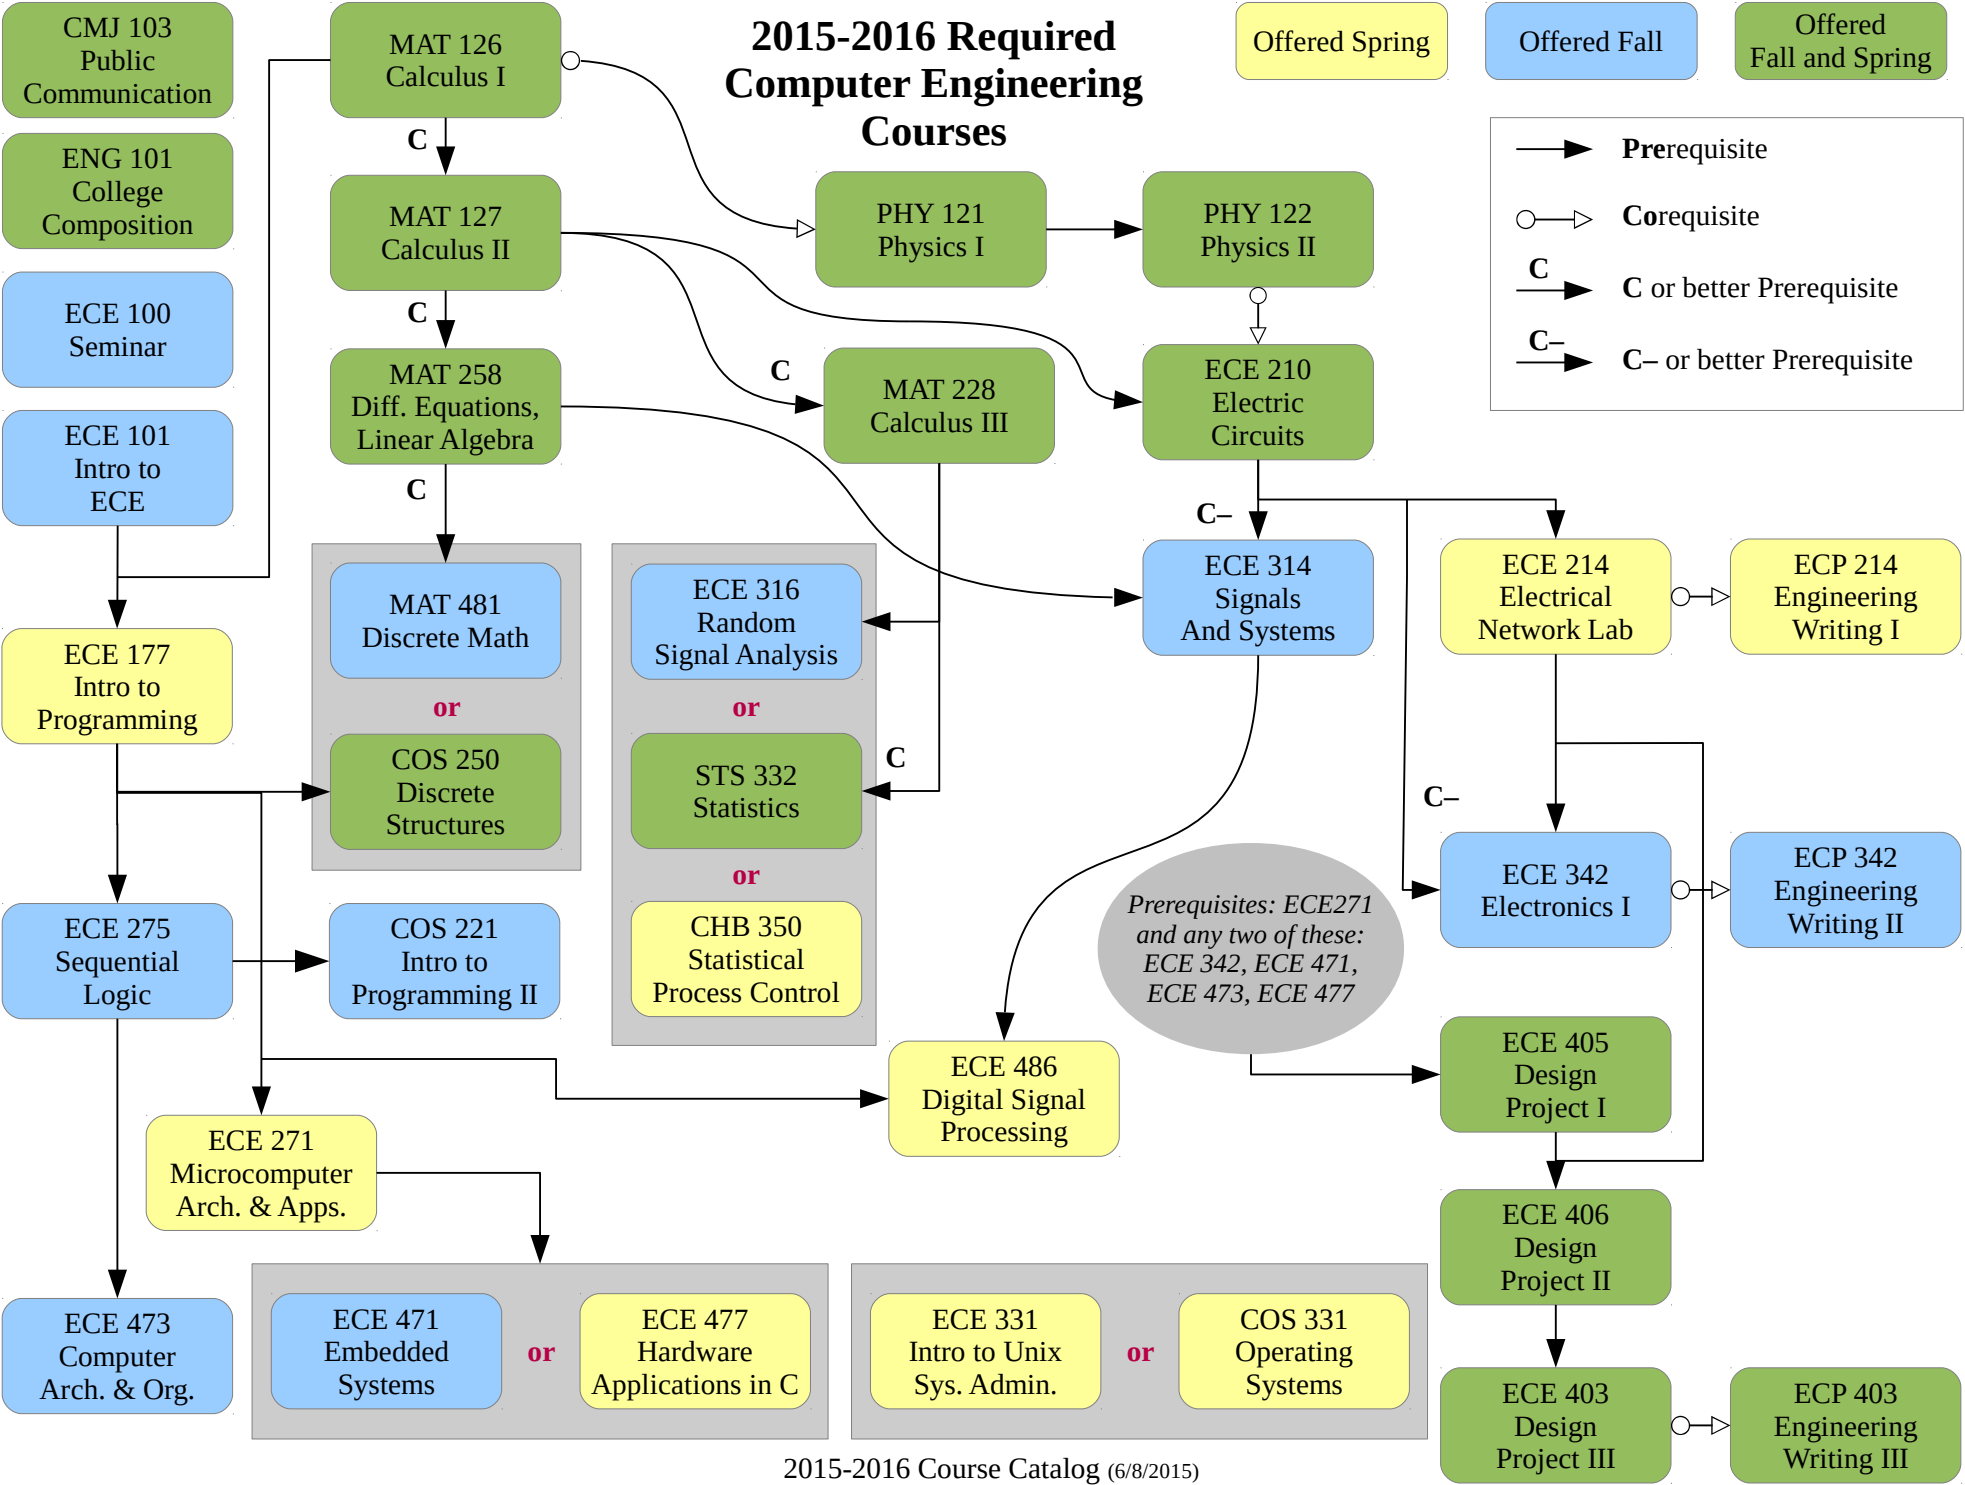 2015-2016 Required
Computer Engineering
Courses
Offered Spring
Offered Fall
Offered
Fall and Spring
Prerequisite
Corequisite
C
C or better Prerequisite
C–
C– or better Prerequisite
CMJ 103
Public
Communication
ENG 101
College
Composition
ECE 100
Seminar
ECE 101
Intro to
ECE
ECE 177
Intro to
Programming
ECE 275
Sequential
Logic
ECE 473
Computer
Arch. & Org.
MAT 126
Calculus I
C
MAT 127
Calculus II
C
MAT 258
Diff. Equations,
Linear Algebra
C
MAT 481
Discrete Math
or
COS 250
Discrete
Structures
COS 221
Intro to
Programming II
ECE 271
Microcomputer
Arch. & Apps.
ECE 471
Embedded
Systems
or
ECE 477
Hardware
Applications in C
PHY 121
Physics I
PHY 122
Physics II
C
MAT 228
Calculus III
ECE 210
Electric
Circuits
ECE 316
Random
Signal Analysis
or
C
STS 332
Statistics
or
CHB 350
Statistical
Process Control
C–
ECE 314
Signals
And Systems
ECE 214
Electrical
Network Lab
ECP 214
Engineering
Writing I
C–
ECE 342
Electronics I
ECP 342
Engineering
Writing II
Prerequisites: ECE271
and any two of these:
ECE 342, ECE 471,
ECE 473, ECE 477
ECE 486
Digital Signal
Processing
ECE 405
Design
Project I
ECE 406
Design
Project II
ECE 331
Intro to Unix
Sys. Admin.
or
COS 331
Operating
Systems
ECE 403
Design
Project III
ECP 403
Engineering
Writing III
2015-2016 Course Catalog (6/8/2015)